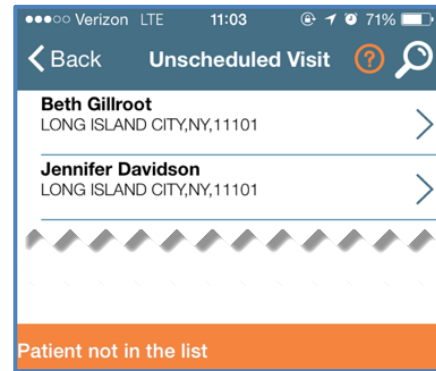 Verizon LTE 11:03 71%
Back Unscheduled Visit ?
Beth Gillroot
LONG ISLAND CITY,NY,11101
Jennifer Davidson
LONG ISLAND CITY,NY,11101
Patient not in the list